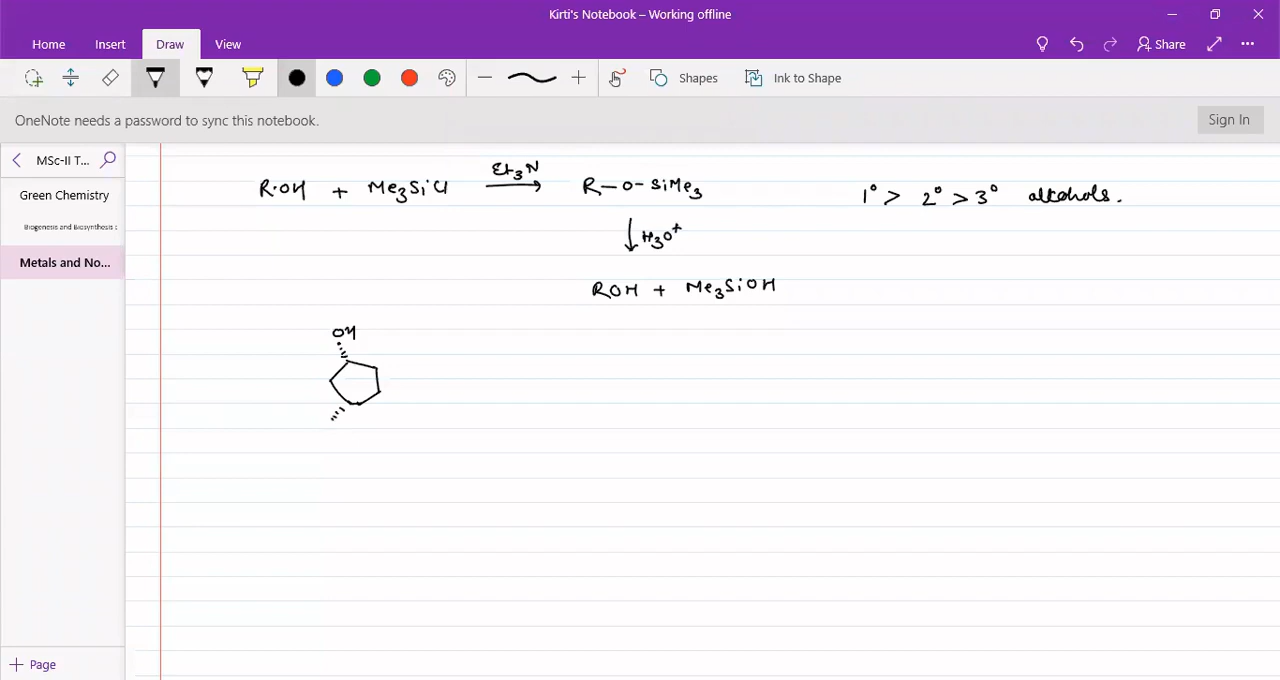 Kirti's Notebook – Working offline
Home Insert Draw View Share
Shapes Ink to Shape
OneNote needs a password to sync this notebook. Sign In
MSc-II T...
Green Chemistry
Biogenesis and Biosynthesis :
Metals and No...
Et₃N
R·OH + Me₃SiCl → R–O–SiMe₃ 1° > 2° > 3° alcohols.
↓ H₃O⁺
ROH + Me₃SiOH
OH
+ Page